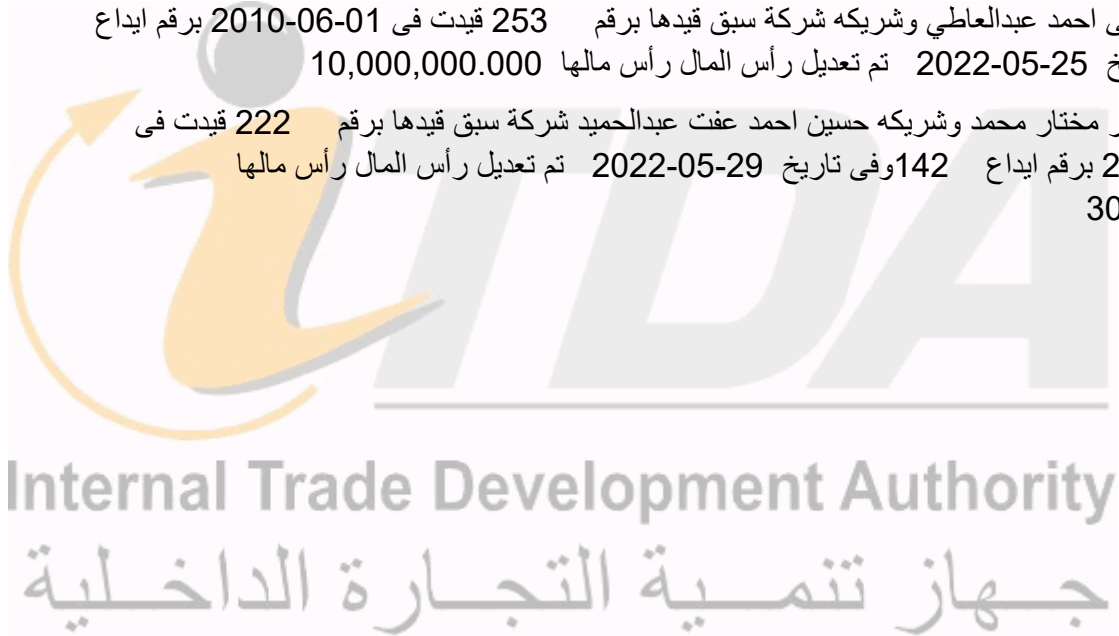 احمد عبدالعاطي وشريكه شركة سبق قيدها برقم 253 قيدت فى 01-06-2010 برقم ايداع
25-05-2022 تم تعديل رأس المال رأس مالها 10,000,000.000
مختار محمد وشريكه حسين احمد عفت عبدالحميد شركة سبق قيدها برقم 222 قيدت فى
برقم ايداع 142 وفى تاريخ 29-05-2022 تم تعديل رأس المال رأس مالها
iTDA
Internal Trade Development Authority
جهاز تنمية التجارة الداخلية